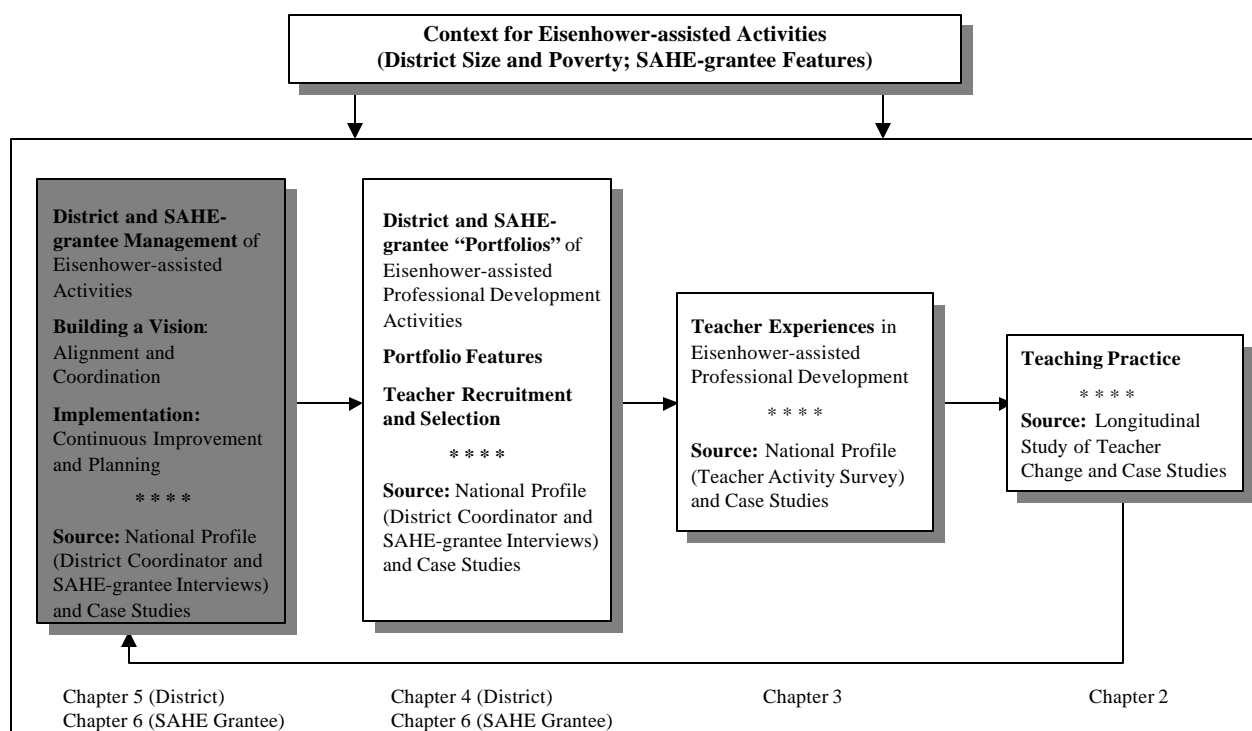 Context for Eisenhower-assisted Activities
(District Size and Poverty; SAHE-grantee Features)
District and SAHE-
grantee Management of
Eisenhower-assisted
Activities
Building a Vision:
Alignment and
Coordination
Implementation:
Continuous Improvement
and Planning
* * * *
Source: National Profile
(District Coordinator and
SAHE-grantee Interviews)
and Case Studies
District and SAHE-
grantee “Portfolios” of
Eisenhower-assisted
Professional Development
Activities
Portfolio Features
Teacher Recruitment
and Selection
* * * *
Source: National Profile
(District Coordinator and
SAHE-grantee Interviews)
and Case Studies
Teacher Experiences in
Eisenhower-assisted
Professional Development
* * * *
Source: National Profile
(Teacher Activity Survey)
and Case Studies
Teaching Practice
* * * *
Source: Longitudinal
Study of Teacher
Change and Case Studies
Chapter 5 (District)
Chapter 6 (SAHE Grantee)
Chapter 4 (District)
Chapter 6 (SAHE Grantee)
Chapter 3
Chapter 2